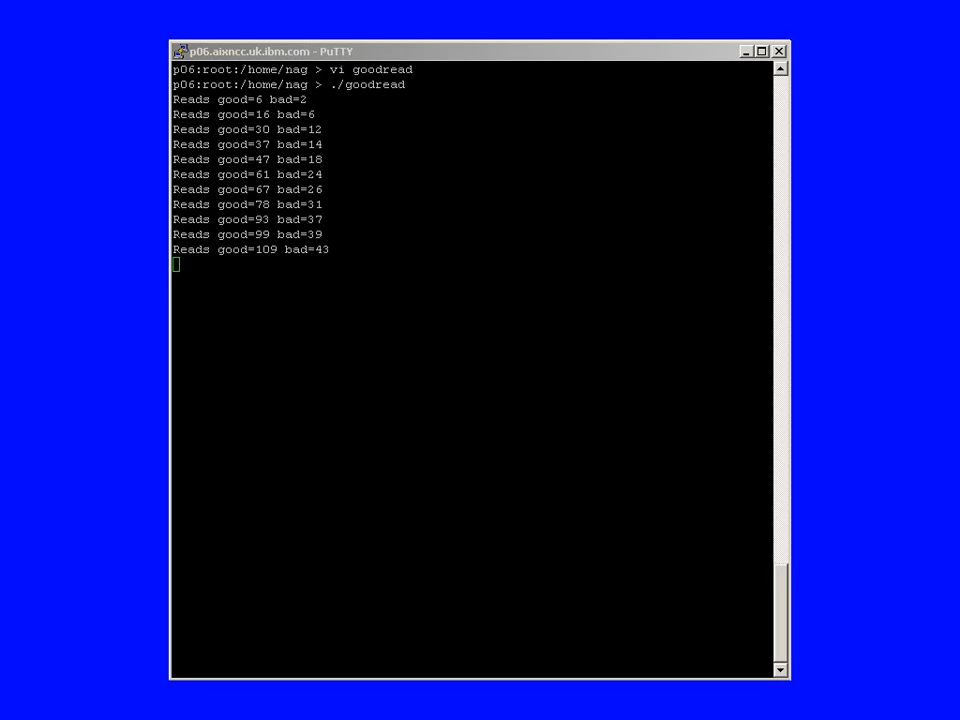 p06.aixncc.uk.ibm.com - PuTTY
p06:root:/home/nag > vi goodread
p06:root:/home/nag > ./goodread
Reads good=6 bad=2
Reads good=16 bad=6
Reads good=30 bad=12
Reads good=37 bad=14
Reads good=47 bad=18
Reads good=61 bad=24
Reads good=67 bad=26
Reads good=78 bad=31
Reads good=93 bad=37
Reads good=99 bad=39
Reads good=109 bad=43